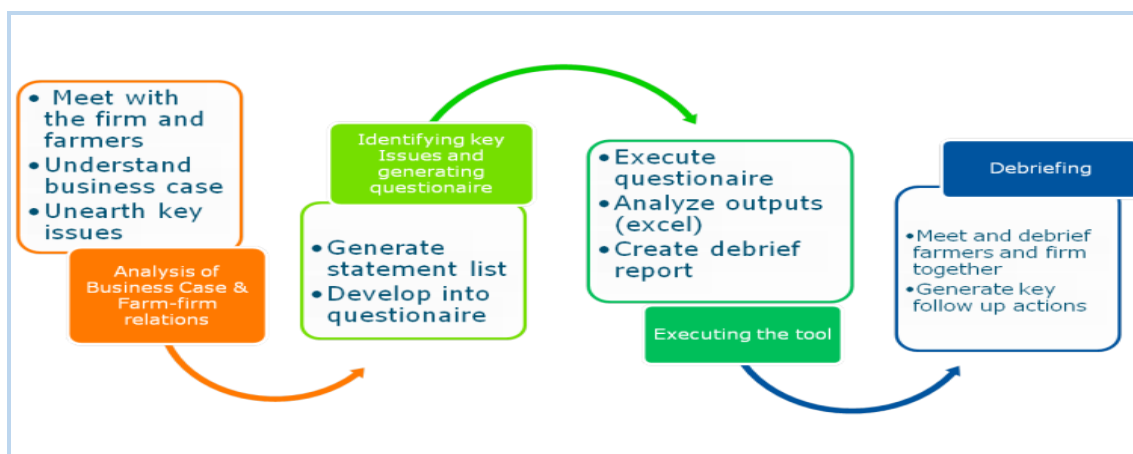 • Meet with
the firm and
farmers
• Understand
business case
• Unearth key
issues
Analysis of
Business Case &
Farm-firm
relations
Identifying key
Issues and
generating
questionaire
• Generate
statement list
• Develop into
questionaire
• Execute
questionaire
• Analyze outputs
(excel)
• Create debrief
report
Executing the tool
Debriefing
• Meet and debrief
farmers and firm
together
• Generate key
follow up actions